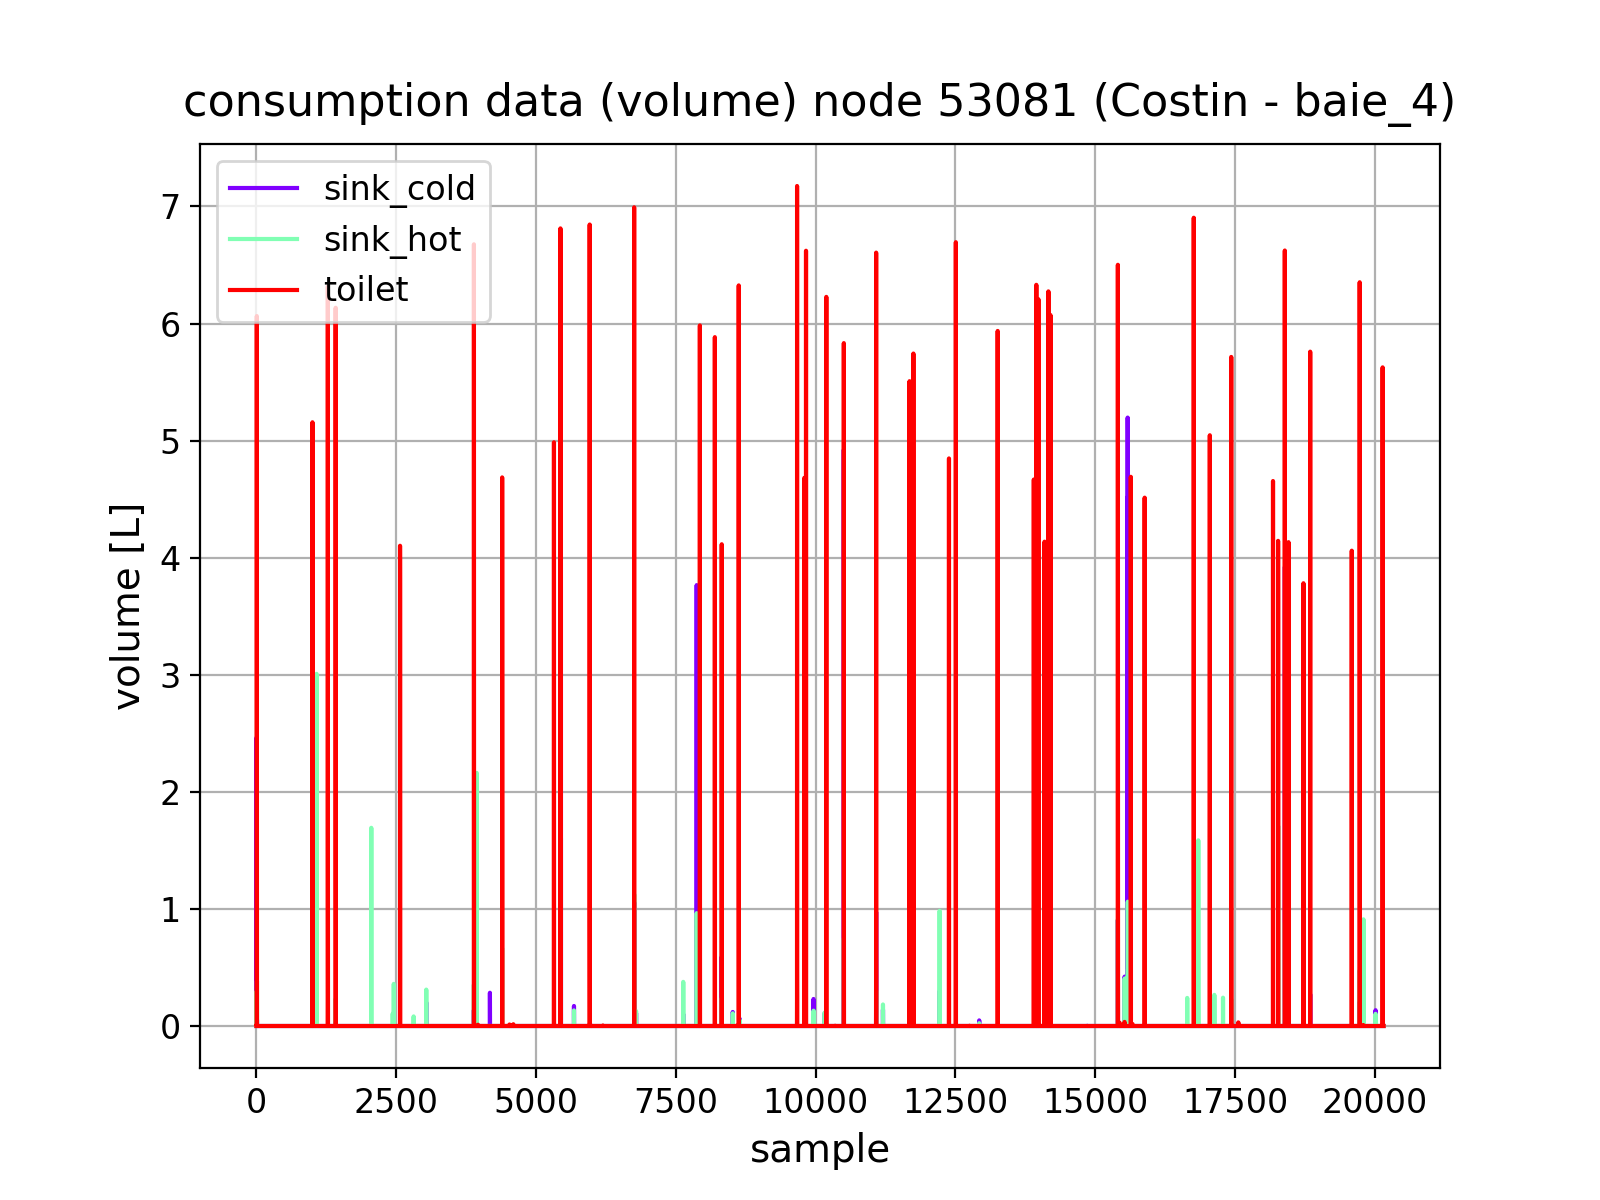 consumption data (volume) node 53081 (Costin - baie_4)
sink_cold
sink_hot
toilet
volume [L]
7
6
5
4
3
2
1
0
0 2500 5000 7500 10000 12500 15000 17500 20000
sample